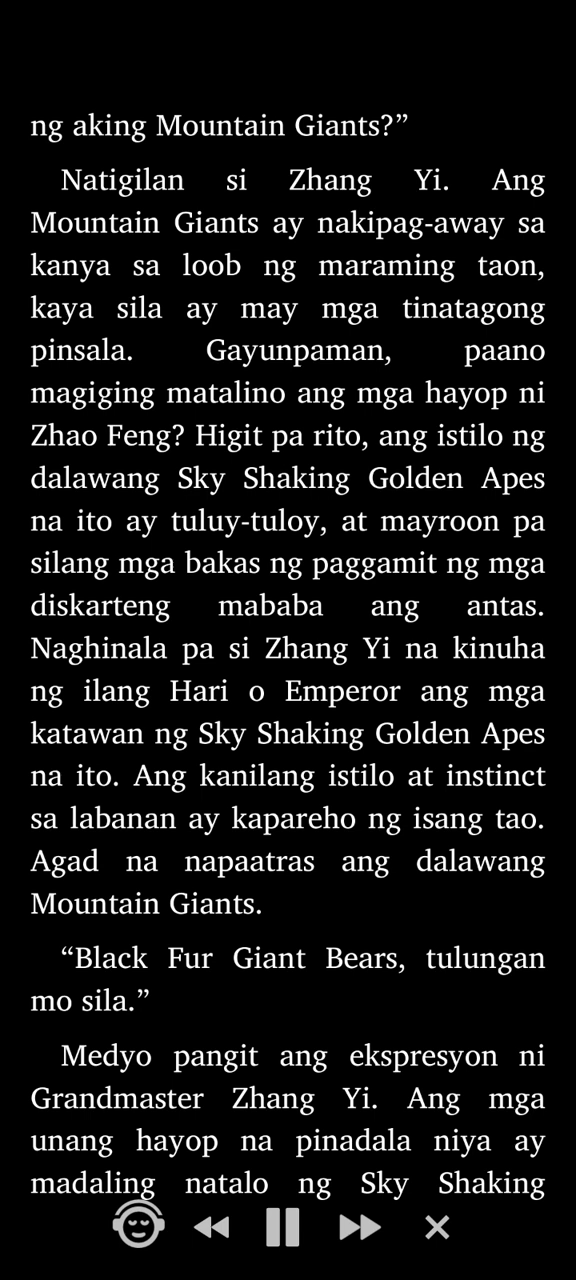 ng aking Mountain Giants?”
Natigilan si Zhang Yi. Ang
Mountain Giants ay nakipag-away sa
kanya sa loob ng maraming taon,
kaya sila ay may mga tinatagong
pinsala. Gayunpaman, paano
magiging matalino ang mga hayop ni
Zhao Feng? Higit pa rito, ang istilo ng
dalawang Sky Shaking Golden Apes
na ito ay tuluy-tuloy, at mayroon pa
silang mga bakas ng paggamit ng mga
diskarteng mababa ang antas.
Naghinala pa si Zhang Yi na kinuha
ng ilang Hari o Emperor ang mga
katawan ng Sky Shaking Golden Apes
na ito. Ang kanilang istilo at instinct
sa labanan ay kapareho ng isang tao.
Agad na napaatras ang dalawang
Mountain Giants.
“Black Fur Giant Bears, tulungan
mo sila.”
Medyo pangit ang ekspresyon ni
Grandmaster Zhang Yi. Ang mga
unang hayop na pinadala niya ay
madaling natalo ng Sky Shaking